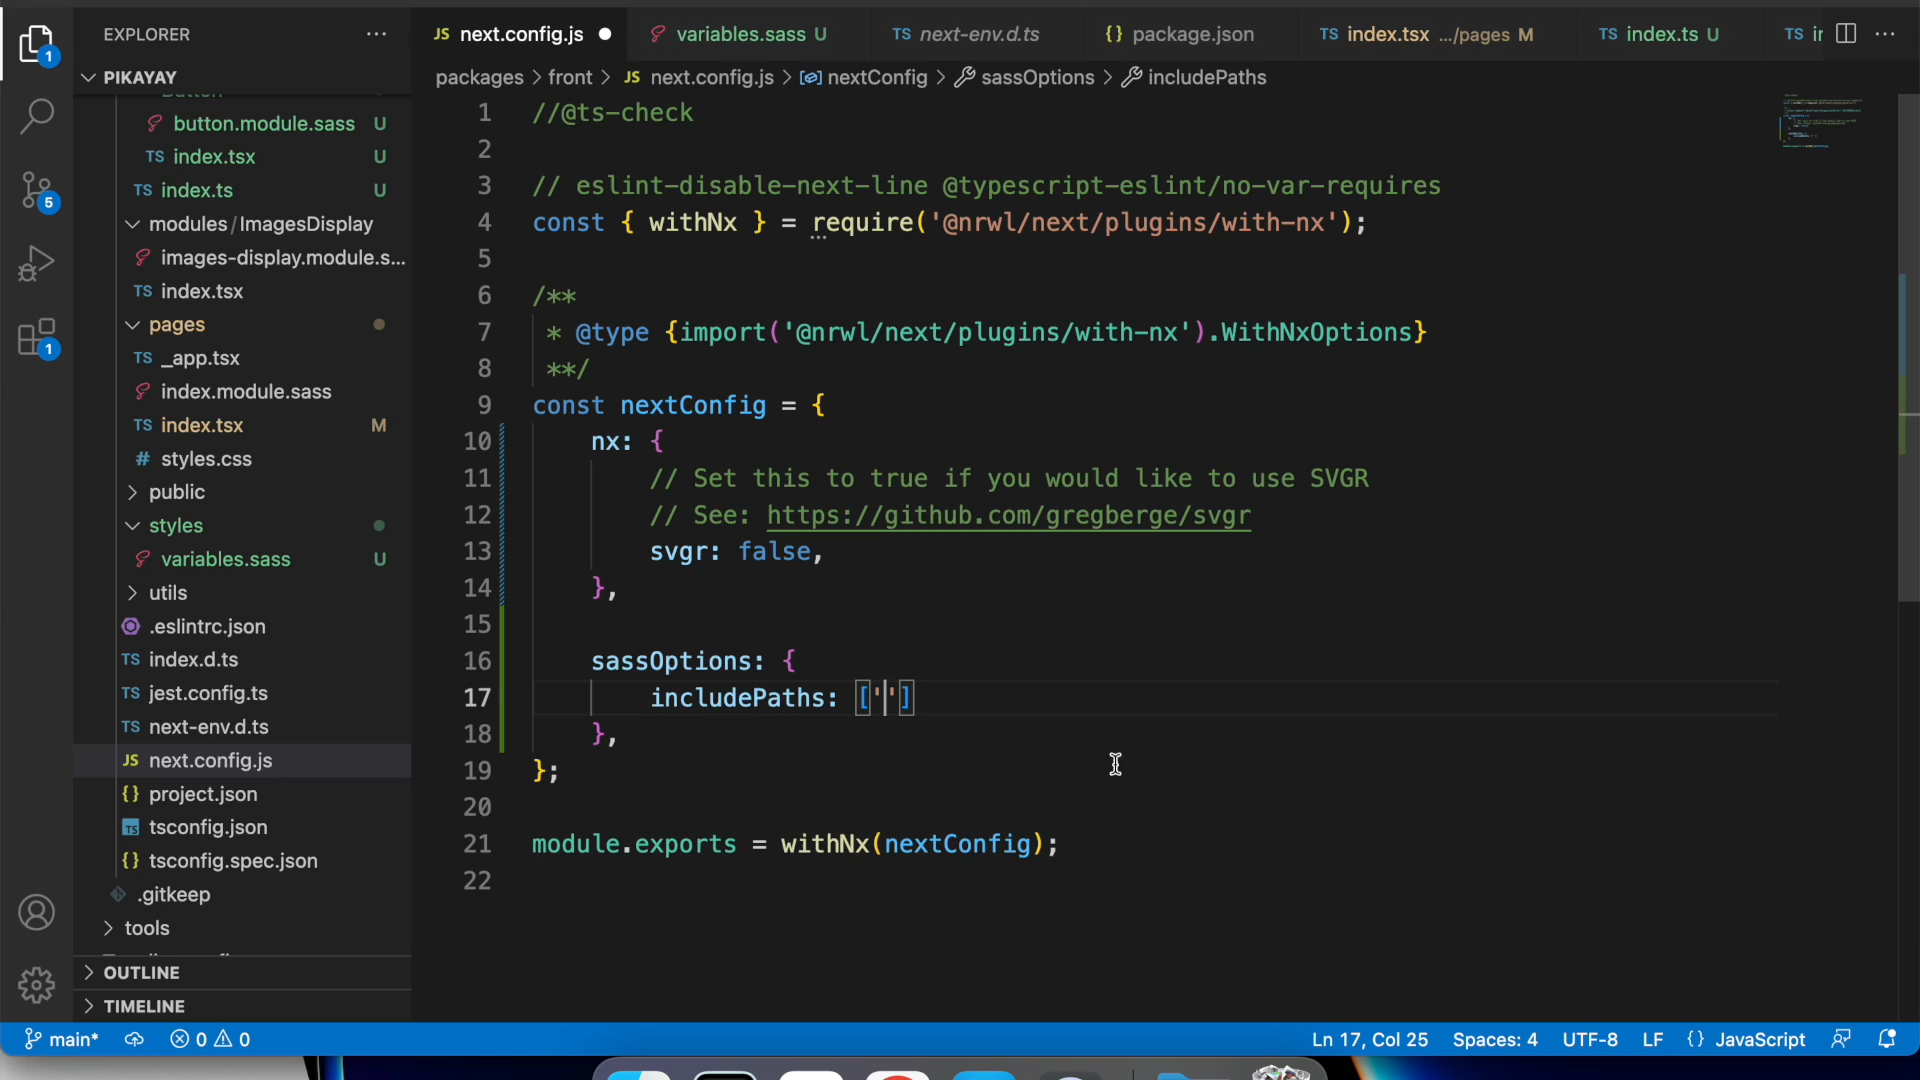 EXPLORER
PIKAYAY
button.module.sass U
index.tsx U
index.ts U
modules / ImagesDisplay
images-display.module.s...
index.tsx
pages
_app.tsx
index.module.sass
index.tsx M
styles.css
public
styles
variables.sass U
utils
.eslintrc.json
index.d.ts
jest.config.ts
next-env.d.ts
next.config.js
project.json
tsconfig.json
tsconfig.spec.json
.gitkeep
tools
OUTLINE
TIMELINE
JS next.config.js
variables.sass U
TS next-env.d.ts
{} package.json
TS index.tsx .../pages M
TS index.ts U
TS
packages > front > JS next.config.js > nextConfig > sassOptions > includePaths
1 //@ts-check
2
3 // eslint-disable-next-line @typescript-eslint/no-var-requires
4 const { withNx } = require('@nrwl/next/plugins/with-nx');
5
6 /**
7  * @type {import('@nrwl/next/plugins/with-nx').WithNxOptions}
8  **/
9 const nextConfig = {
10     nx: {
11         // Set this to true if you would like to use SVGR
12         // See: https://github.com/gregberge/svgr
13         svgr: false,
14     },
15
16     sassOptions: {
17         includePaths: ['']
18     },
19 };
20
21 module.exports = withNx(nextConfig);
22
main* 0 0 Ln 17, Col 25 Spaces: 4 UTF-8 LF {} JavaScript